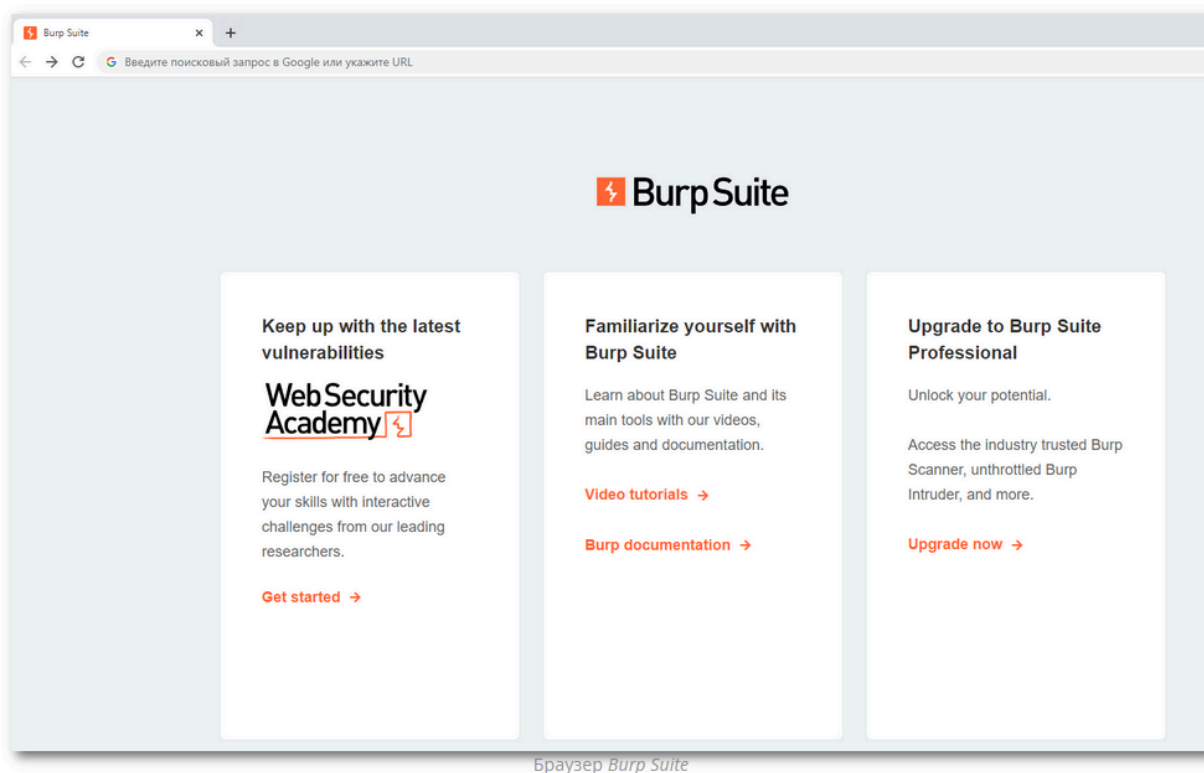 Burp Suite
Введите поисковый запрос в Google или укажите URL
Burp Suite
Keep up with the latest
vulnerabilities
Web Security
Academy
Register for free to advance
your skills with interactive
challenges from our leading
researchers.
Get started →
Familiarize yourself with
Burp Suite
Learn about Burp Suite and its
main tools with our videos,
guides and documentation.
Video tutorials →
Burp documentation →
Upgrade to Burp Suite
Professional
Unlock your potential.
Access the industry trusted Burp
Scanner, unthrottled Burp
Intruder, and more.
Upgrade now →
Браузер Burp Suite